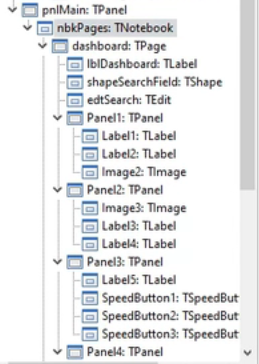 pnlMain: TPanel
nbkPages: TNotebook
dashboard: TPage
lblDashboard: TLabel
shapeSearchField: TShape
edtSearch: TEdit
Panel1: TPanel
Label1: TLabel
Label2: TLabel
Image2: TImage
Panel2: TPanel
Image3: TImage
Label3: TLabel
Label4: TLabel
Panel3: TPanel
Label5: TLabel
SpeedButton1: TSpeedBut
SpeedButton2: TSpeedBut
SpeedButton3: TSpeedBut
Panel4: TPanel